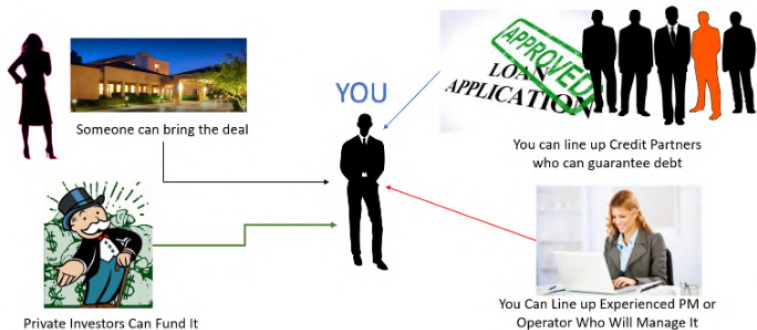 YOU
APPROVED
LOAN
APPLICATION
Someone can bring the deal
You can line up Credit Partners
who can guarantee debt
Private Investors Can Fund It
You Can Line up Experienced PM or
Operator Who Will Manage It